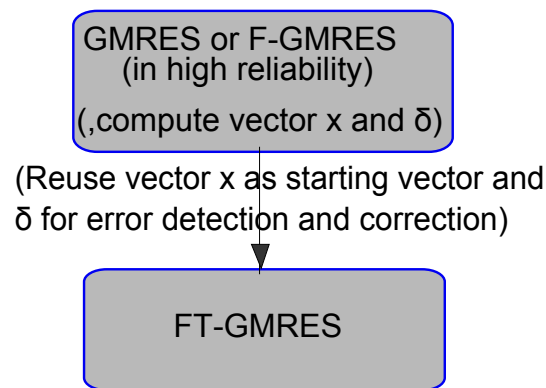 GMRES or F-GMRES
(in high reliability)
(,compute vector x and δ)
(Reuse vector x as starting vector and
δ for error detection and correction)
FT-GMRES